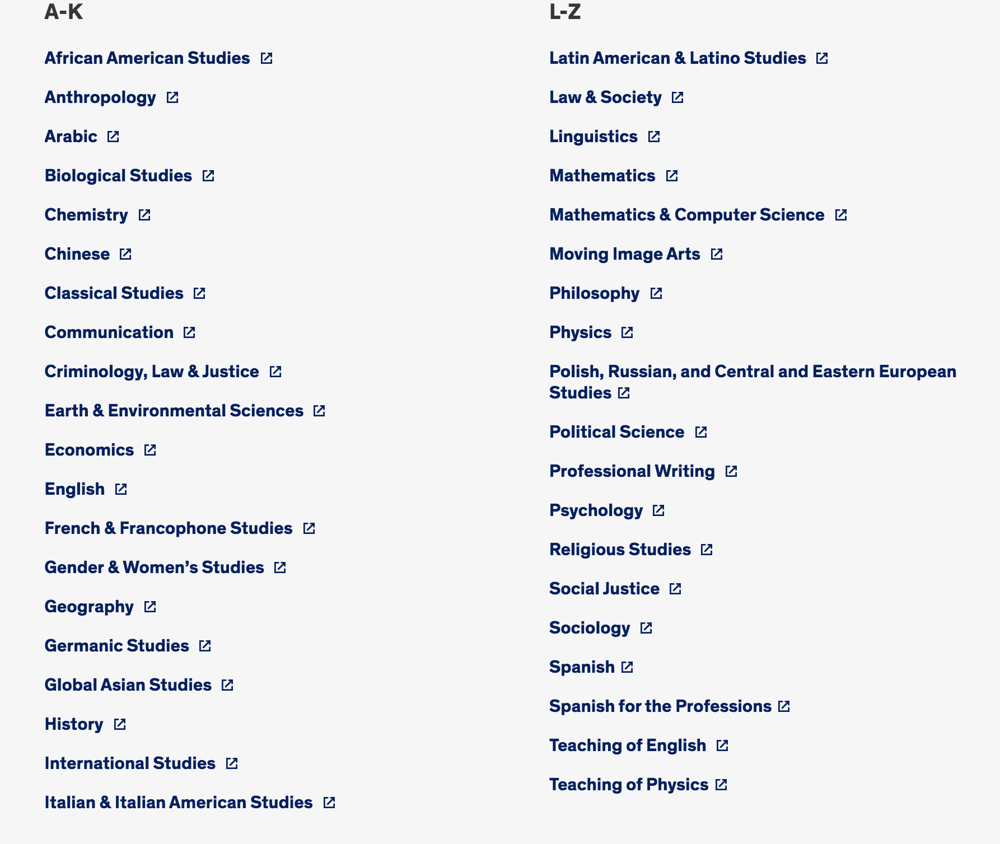 A-K
African American Studies
Anthropology
Arabic
Biological Studies
Chemistry
Chinese
Classical Studies
Communication
Criminology, Law & Justice
Earth & Environmental Sciences
Economics
English
French & Francophone Studies
Gender & Women’s Studies
Geography
Germanic Studies
Global Asian Studies
History
International Studies
Italian & Italian American Studies
L-Z
Latin American & Latino Studies
Law & Society
Linguistics
Mathematics
Mathematics & Computer Science
Moving Image Arts
Philosophy
Physics
Polish, Russian, and Central and Eastern European
Studies
Political Science
Professional Writing
Psychology
Religious Studies
Social Justice
Sociology
Spanish
Spanish for the Professions
Teaching of English
Teaching of Physics